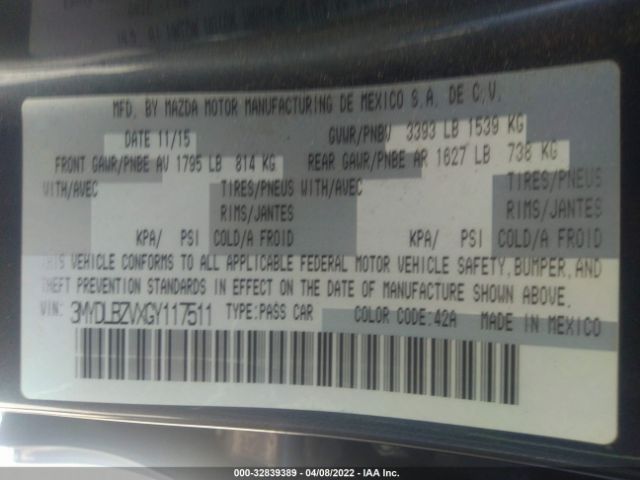 MFD. BY MAZDA MOTOR MANUFACTURING DE MEXICO S.A. DE C.V.
DATE 11/15 GVWR/PNBV 3393 LB 1539 KG
FRONT GAWR/PNBE AV 1795 LB 814 KG REAR GAWR/PNBE AR 1627 LB 738 KG
WITH/AVEC TIRES/PNEUS WITH/AVEC TIRES/PNEUS
RIMS/JANTES RIMS/JANTES
KPA/ PSI COLD/A FROID KPA/ PSI COLD/A FROID
THIS VEHICLE CONFORMS TO ALL APPLICABLE FEDERAL MOTOR VEHICLE SAFETY, BUMPER, AND
THEFT PREVENTION STANDARDS IN EFFECT ON THE DATE OF MANUFACTURE SHOWN ABOVE.
VIN: 3MYDLBZVXGY117511 TYPE:PASS CAR COLOR CODE:42A MADE IN MEXICO
000-32839389 - 04/08/2022 - IAA Inc.